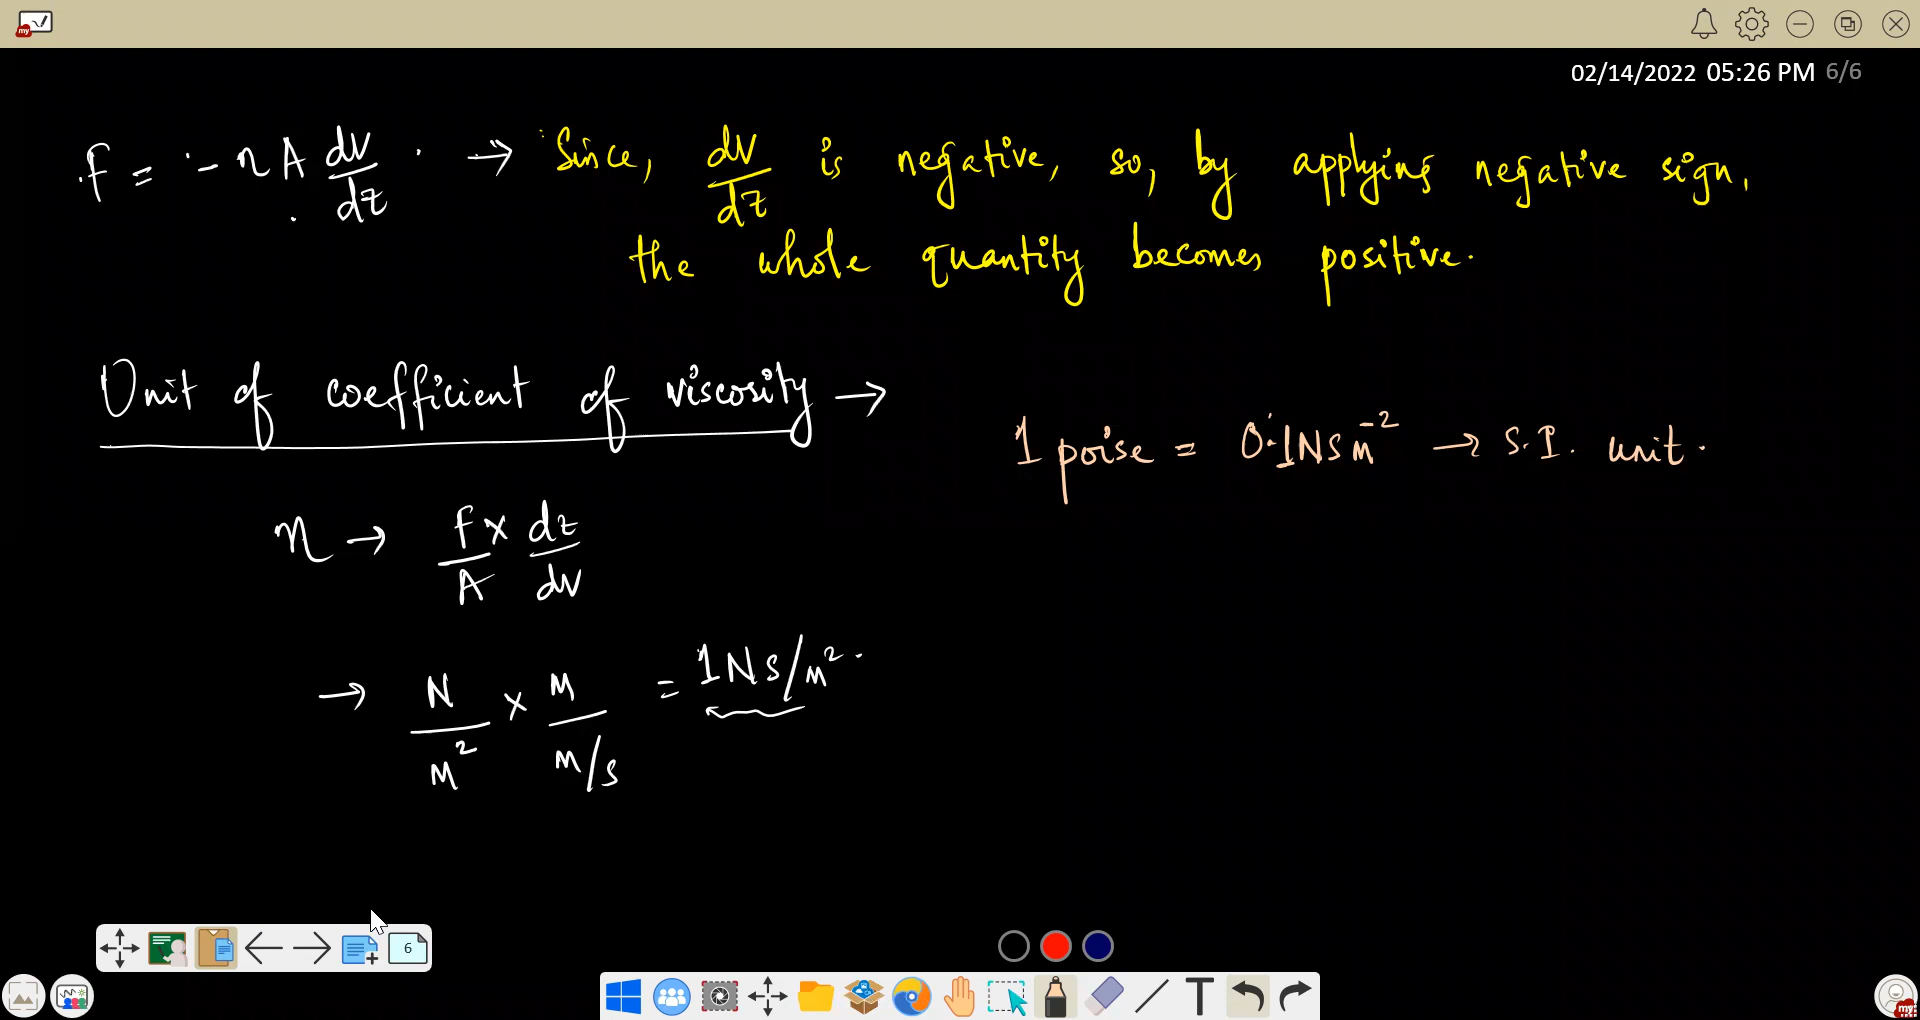 02/14/2022 05:26 PM 6/6
f = - η A dv/dz → Since, dv/dz is negative, so, by applying negative sign,
the whole quantity becomes positive.
Unit of coefficient of viscosity →
1 poise = 0.1 N s m⁻² → S.I. unit.
η → f/A × dz/dv
→ N/m² × m/m/s = 1 N s/m².
6